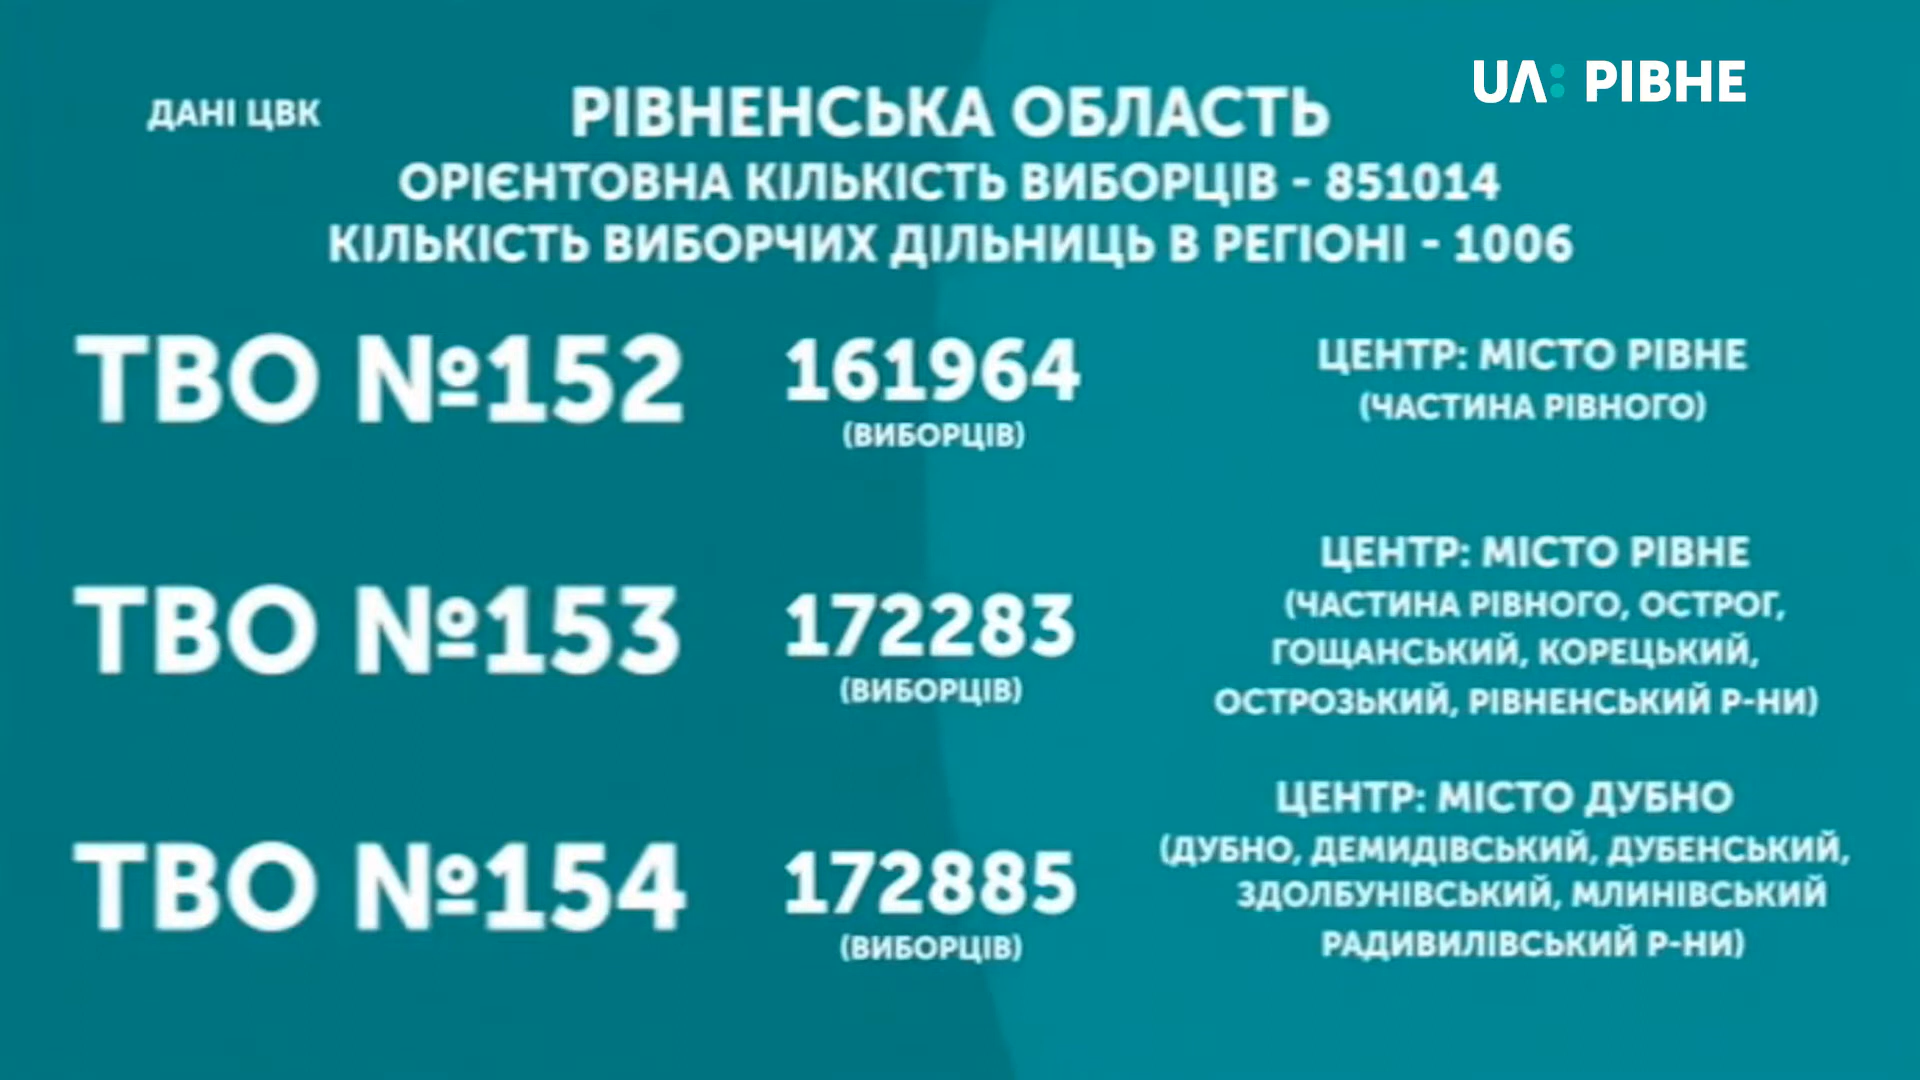 ДАНІ ЦВК
UA: РІВНЕ
РІВНЕНСЬКА ОБЛАСТЬ
ОРІЄНТОВНА КІЛЬКІСТЬ ВИБОРЦІВ - 851014
КІЛЬКІСТЬ ВИБОРЧИХ ДІЛЬНИЦЬ В РЕГІОНІ - 1006
ТВО №152
161964
(ВИБОРЦІВ)
ЦЕНТР: МІСТО РІВНЕ
(ЧАСТИНА РІВНОГО)
ТВО №153
172283
(ВИБОРЦІВ)
ЦЕНТР: МІСТО РІВНЕ
(ЧАСТИНА РІВНОГО, ОСТРОГ,
ГОЩАНСЬКИЙ, КОРЕЦЬКИЙ,
ОСТРОЗЬКИЙ, РІВНЕНСЬКИЙ Р-НИ)
ТВО №154
172885
(ВИБОРЦІВ)
ЦЕНТР: МІСТО ДУБНО
(ДУБНО, ДЕМИДІВСЬКИЙ, ДУБЕНСЬКИЙ,
ЗДОЛБУНІВСЬКИЙ, МЛИНІВСЬКИЙ
РАДИВИЛІВСЬКИЙ Р-НИ)